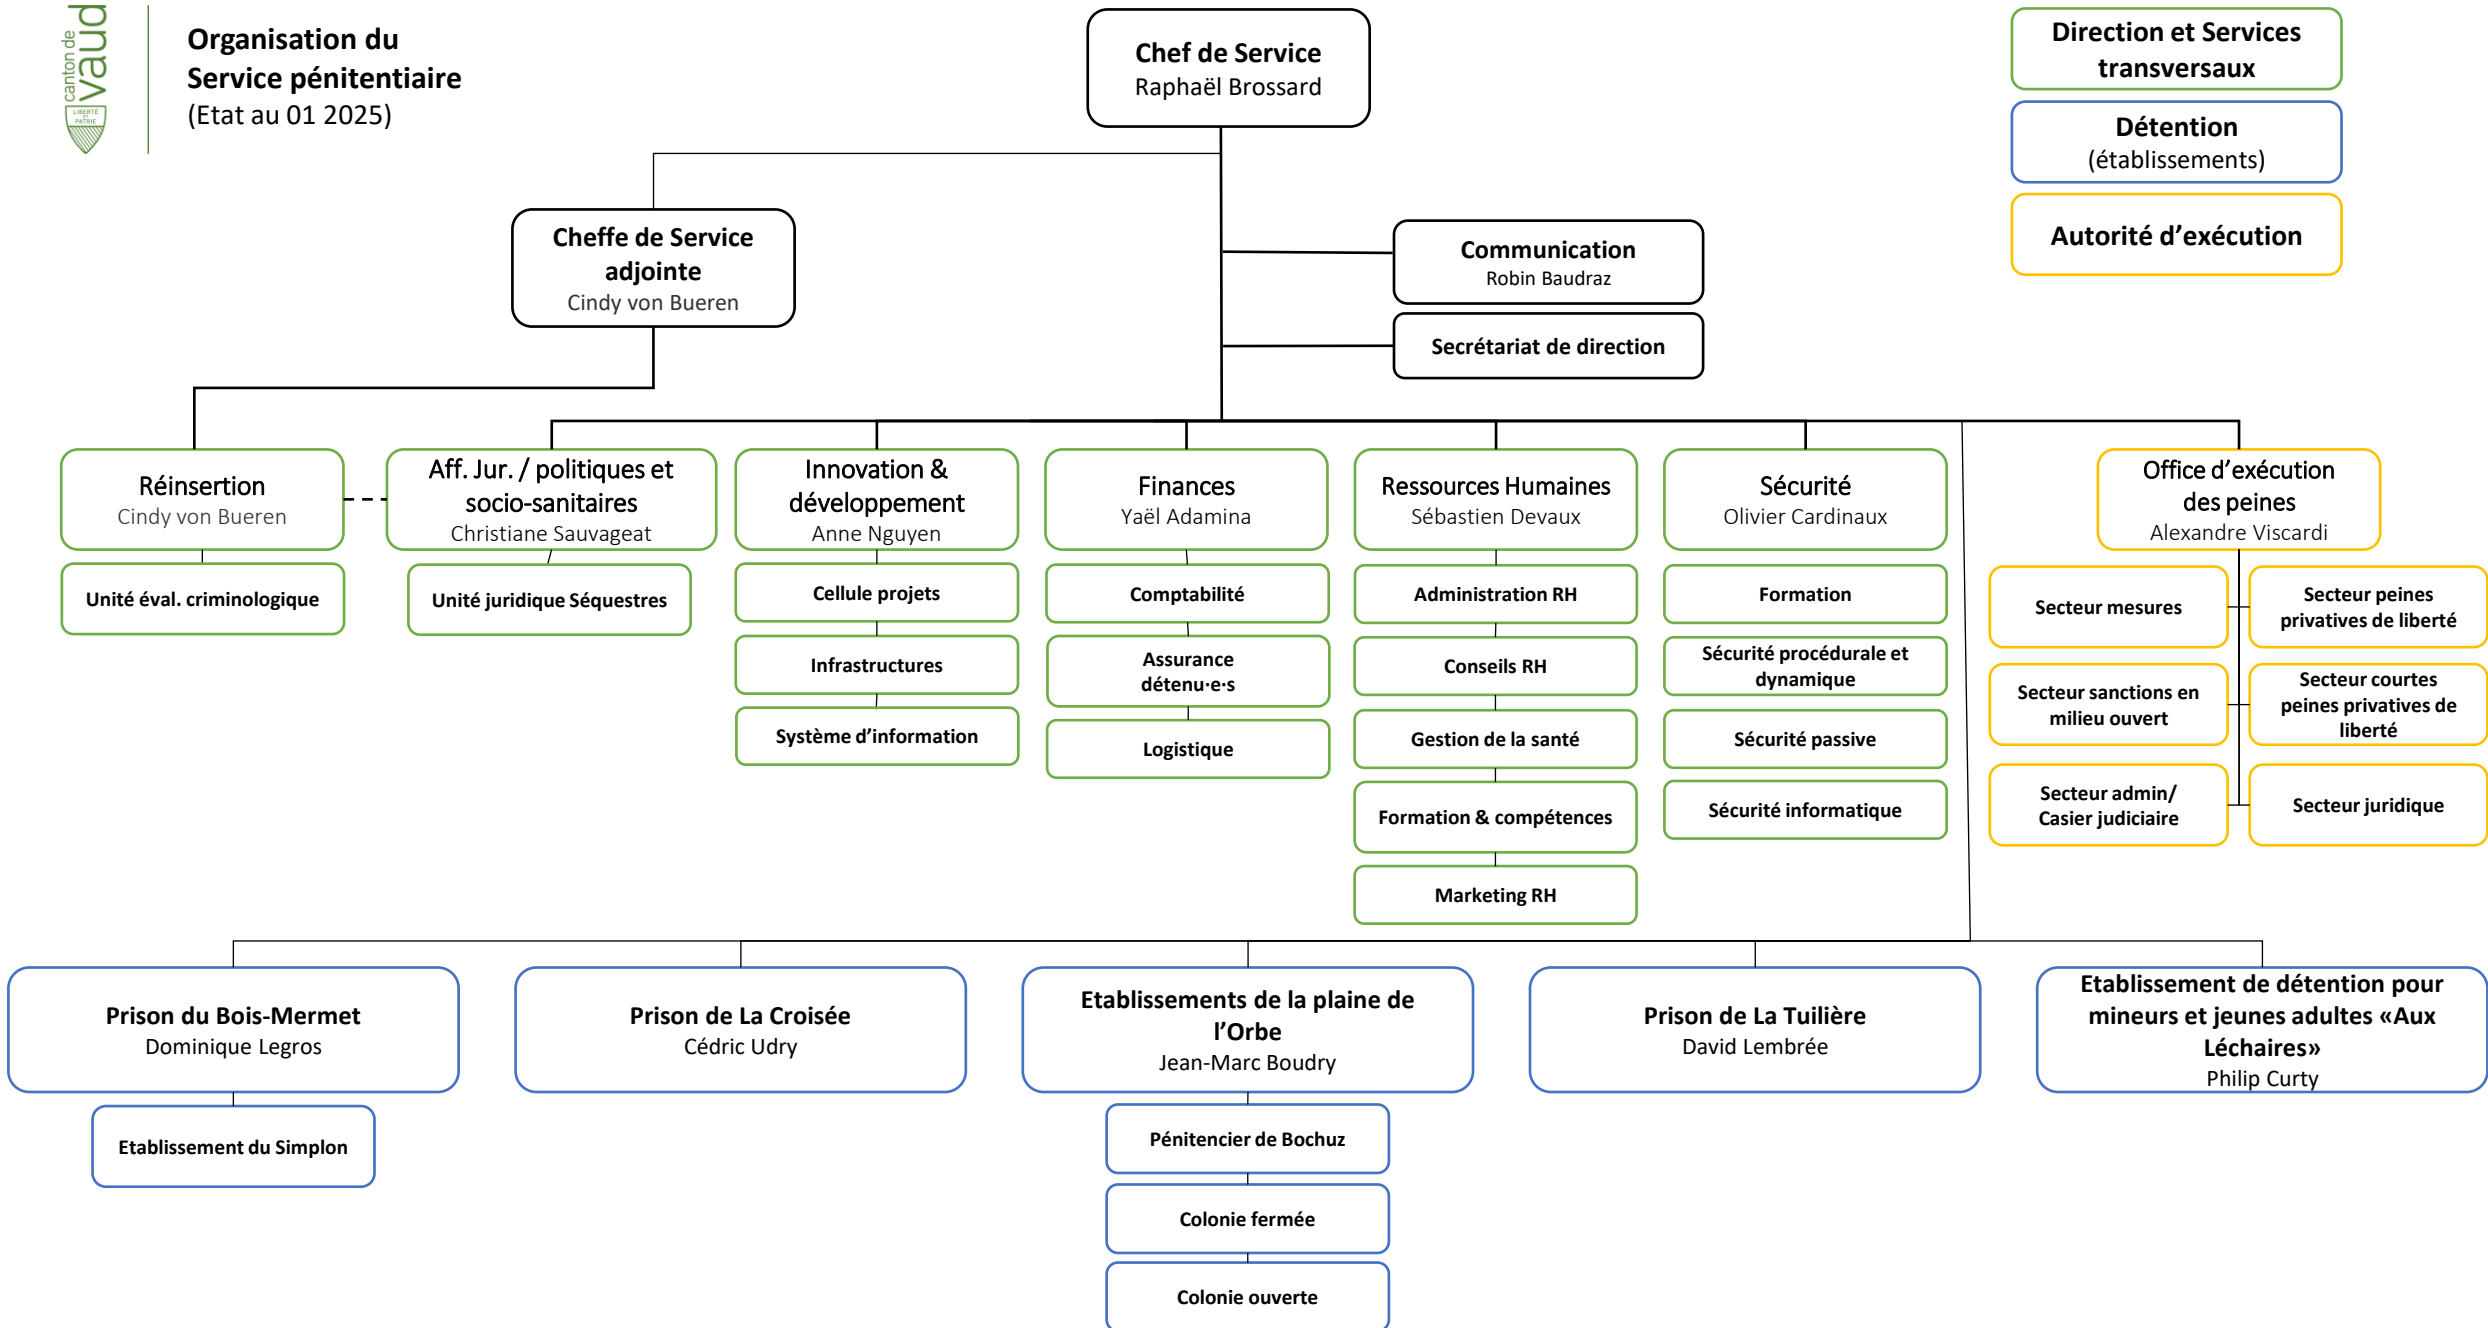 canton de
vaud
LIBERTÉ
ET
PATRIE
Organisation du
Service pénitentiaire
(Etat au 01 2025)
Chef de Service
Raphaël Brossard
Direction et Services
transversaux
Détention
(établissements)
Autorité d’exécution
Cheffe de Service
adjointe
Cindy von Bueren
Communication
Robin Baudraz
Secrétariat de direction
Réinsertion
Cindy von Bueren
Unité éval. criminologique
Aff. Jur. / politiques et
socio-sanitaires
Christiane Sauvageat
Unité juridique Séquestres
Innovation &
développement
Anne Nguyen
Cellule projets
Infrastructures
Système d’information
Finances
Yaël Adamina
Comptabilité
Assurance
détenu·e·s
Logistique
Ressources Humaines
Sébastien Devaux
Administration RH
Conseils RH
Gestion de la santé
Formation & compétences
Marketing RH
Sécurité
Olivier Cardinaux
Formation
Sécurité procédurale et
dynamique
Sécurité passive
Sécurité informatique
Office d’exécution
des peines
Alexandre Viscardi
Secteur mesures
Secteur peines
privatives de liberté
Secteur sanctions en
milieu ouvert
Secteur courtes
peines privatives de
liberté
Secteur admin/
Casier judiciaire
Secteur juridique
Prison du Bois-Mermet
Dominique Legros
Etablissement du Simplon
Prison de La Croisée
Cédric Udry
Etablissements de la plaine de
l’Orbe
Jean-Marc Boudry
Pénitencier de Bochuz
Colonie fermée
Colonie ouverte
Prison de La Tuilière
David Lembrée
Etablissement de détention pour
mineurs et jeunes adultes «Aux
Léchaires»
Philip Curty